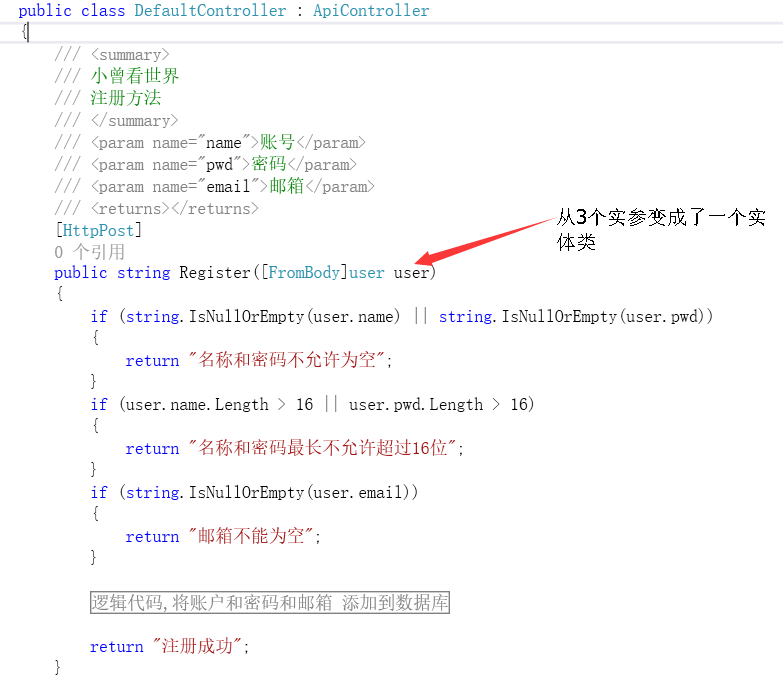 public class DefaultController : ApiController
{
/// <summary>
/// 小曾看世界
/// 注册方法
/// </summary>
/// <param name="name">账号</param>
/// <param name="pwd">密码</param>
/// <param name="email">邮箱</param>
/// <returns></returns>
[HttpPost]
0 个引用
public string Register([FromBody]user user)
从3个实参变成了一个实
体类
{
if (string.IsNullOrEmpty(user.name) || string.IsNullOrEmpty(user.pwd))
{
return "名称和密码不允许为空";
}
if (user.name.Length > 16 || user.pwd.Length > 16)
{
return "名称和密码最长不允许超过16位";
}
if (string.IsNullOrEmpty(user.email))
{
return "邮箱不能为空";
}
逻辑代码,将账户和密码和邮箱 添加到数据库
return "注册成功";
}